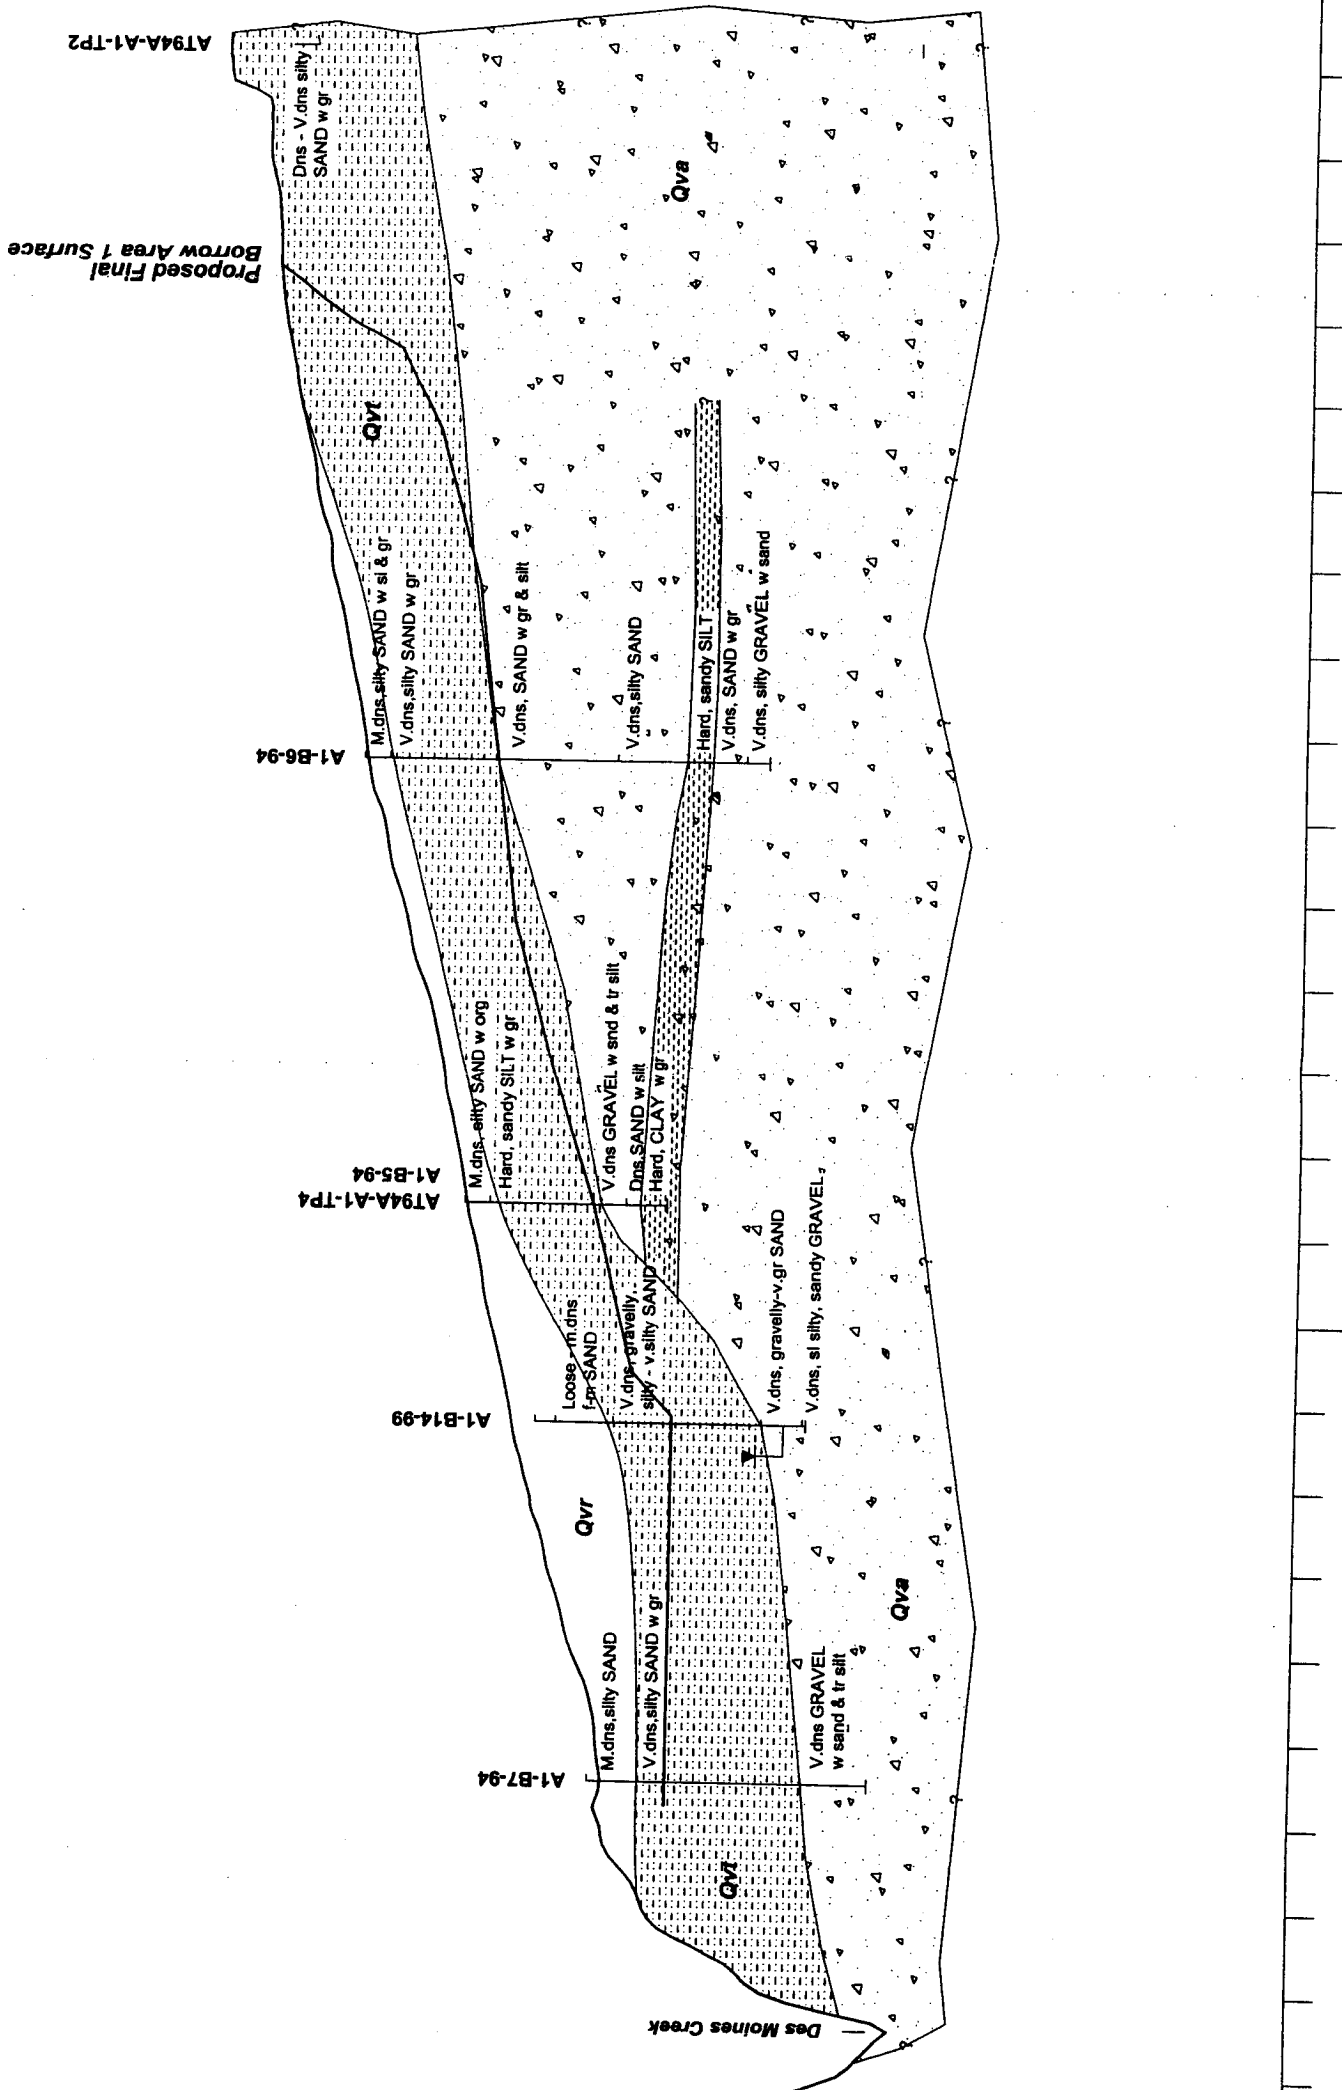 AT94A-A1-TP2
Dns - V.dns silty
SAND w gr
Proposed Final
Borrow Area 1 Surface
Qvt
Qva
M.dns,silty SAND w sl & gr
V.dns,silty SAND w gr
V.dns, SAND w gr & silt
V.dns,silty SAND
Hard, sandy SILT
V.dns, SAND w gr
V.dns, silty GRAVEL w sand
A1-B6-94
M.dns, silty SAND w org
Hard, sandy SILT w gr
V.dns GRAVEL w snd & tr silt
Dns SAND w silt
Hard, CLAY w gr
A1-B5-94
AT94A-A1-TP4
Loose - m.dns
f-m SAND
V.dns, gravelly,
silty - v.silty SAND
V.dns, gravelly-v.gr SAND
V.dns, sl silty, sandy GRAVEL
A1-B14-99
Qvr
M.dns,silty SAND
V.dns,silty SAND w gr
V.dns GRAVEL
w sand & tr silt
Qva
A1-B7-94
Qvt
Des Moines Creek
?
?
?
?
?
?
?
?
?
?